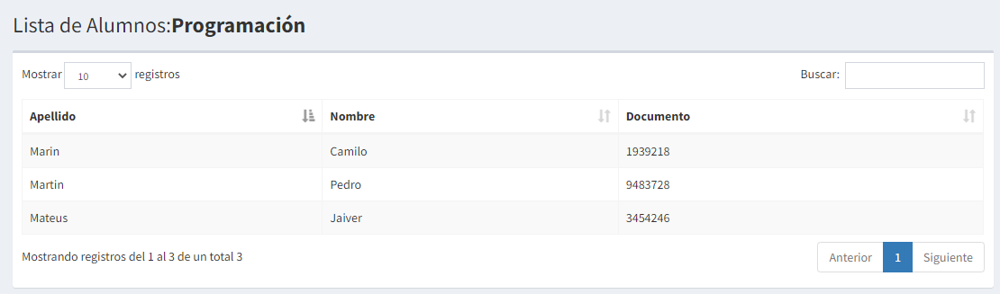 Lista de Alumnos:Programación
Mostrar 10 registros Buscar:
Apellido Nombre Documento
Marin Camilo 1939218
Martin Pedro 9483728
Mateus Jaiver 3454246
Mostrando registros del 1 al 3 de un total 3 Anterior 1 Siguiente